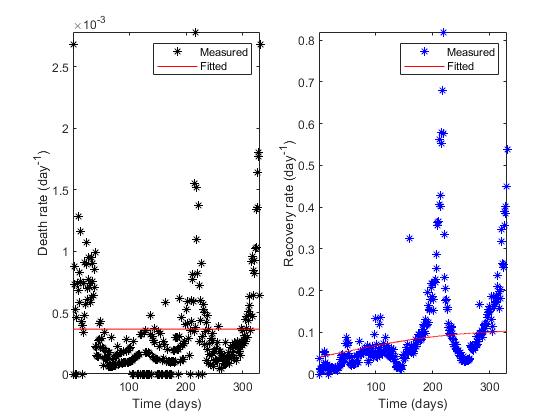 ×10⁻³
Measured
Fitted
2.5
2
1.5
1
0.5
0
100
200
300
Death rate (day⁻¹)
Time (days)
Measured
Fitted
0.8
0.7
0.6
0.5
0.4
0.3
0.2
0.1
0
100
200
300
Recovery rate (day⁻¹)
Time (days)